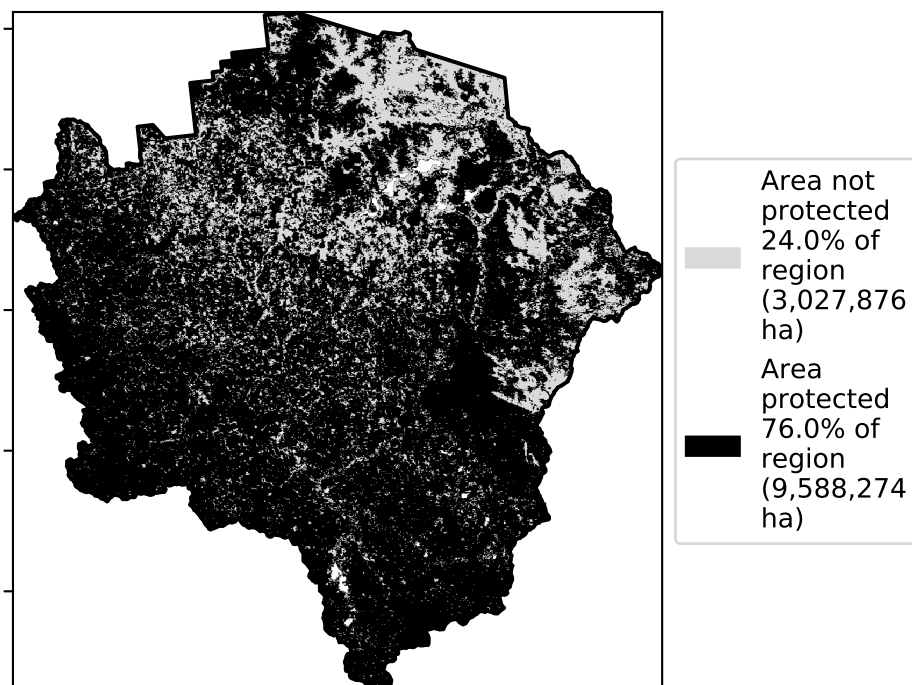 Area not
protected
24.0% of
region
(3,027,876
ha)
Area
protected
76.0% of
region
(9,588,274
ha)